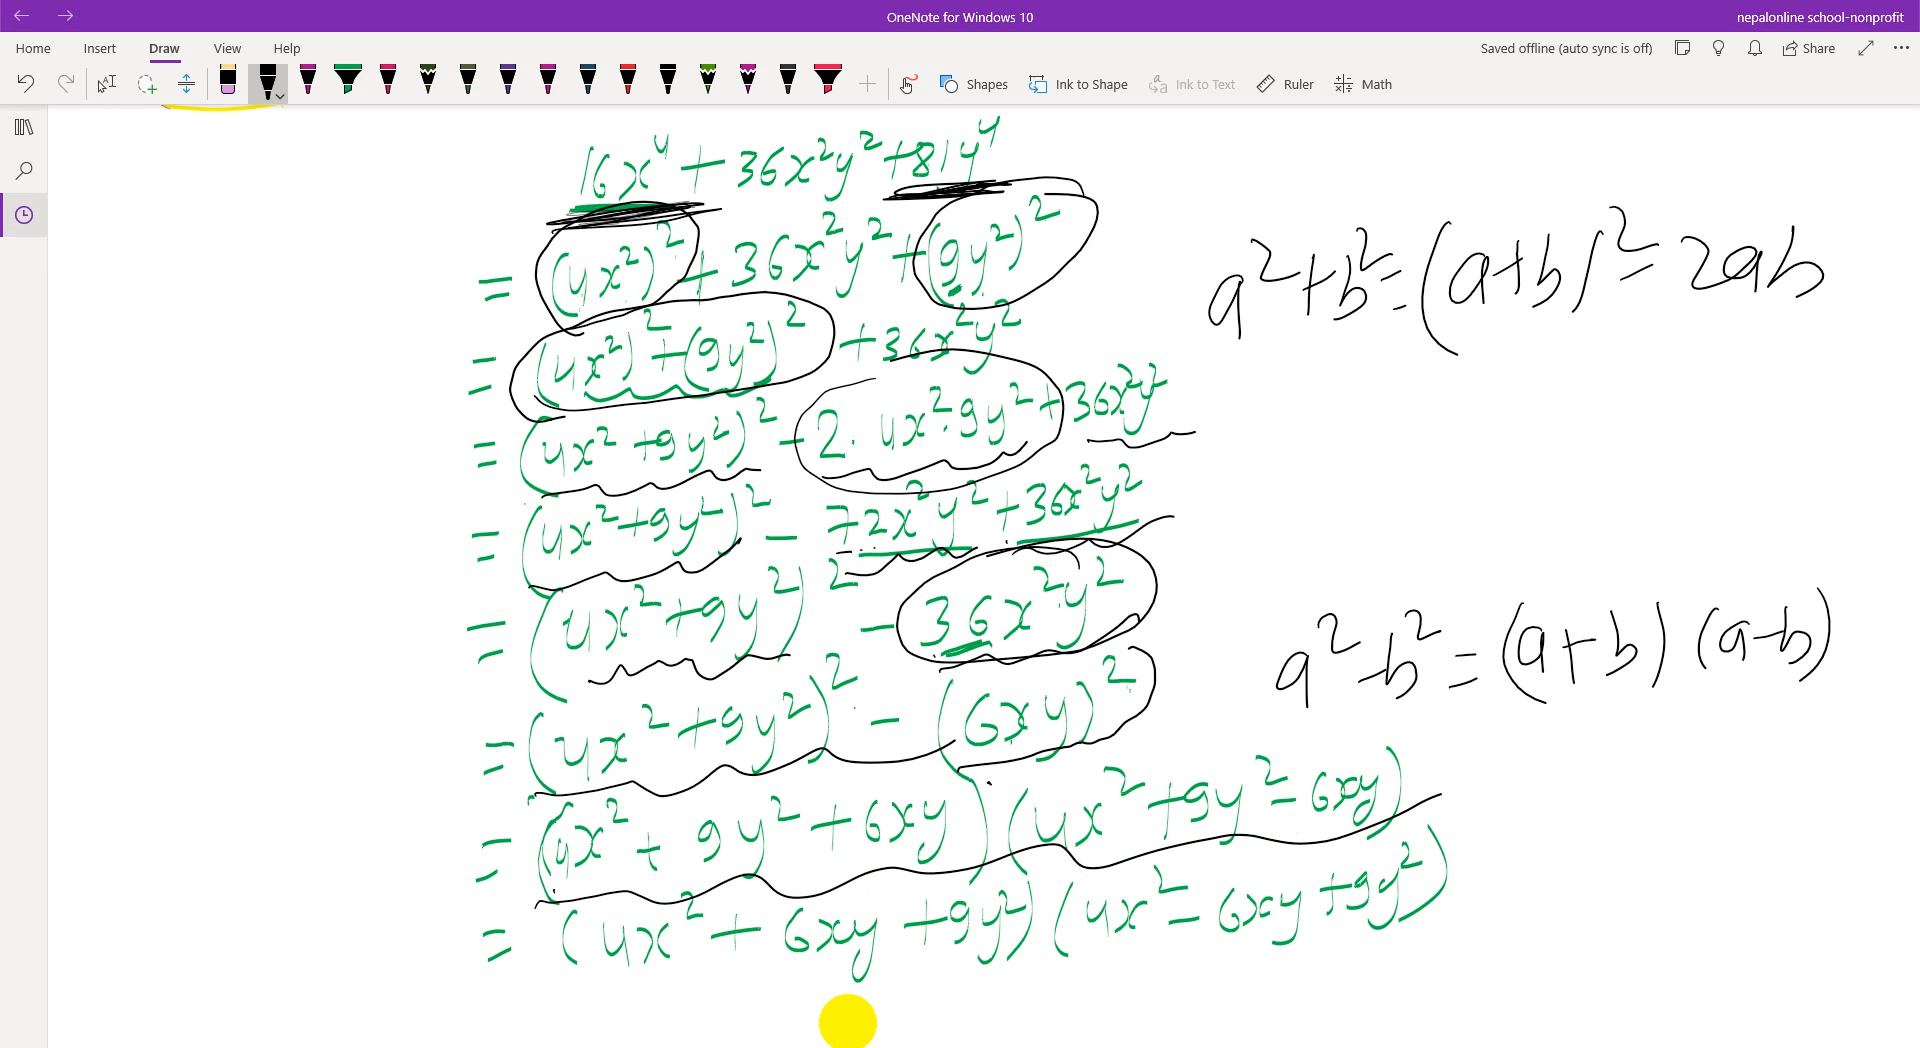 OneNote for Windows 10
nepalonline school-nonprofit
Home Insert Draw View Help
Saved offline (auto sync is off) Share
Shapes Ink to Shape Ink to Text Ruler Math
16x⁴ + 36x²y² + 81y⁴
= (4x²)² + 36x²y² + (9y²)²
a² + b² = (a + b)² = 2ab
= (4x²)² + (9y²)² + 36x²y²
= (4x² + 9y²)² - 2. 4x². 9y² + 36x²y²
= (4x² + 9y²)² - 72x²y² + 36x²y²
= (4x² + 9y²)² - 36x²y²
a² - b² = (a + b) (a - b)
= (4x² + 9y²)² - (6xy)²
= (4x² + 9y² + 6xy) (4x² + 9y² - 6xy)
= (4x² + 6xy + 9y²) (4x² - 6xy + 9y²)